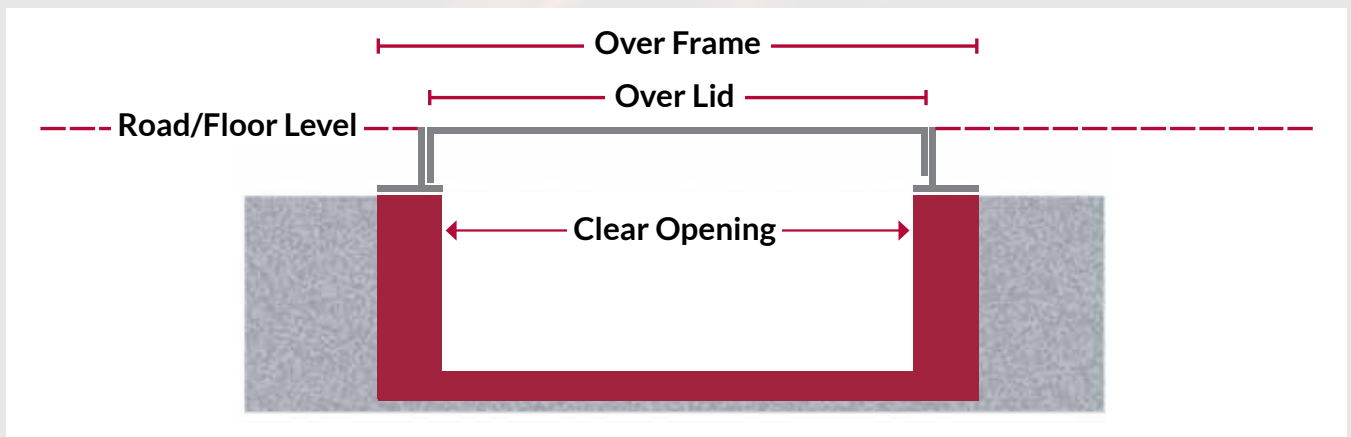 Over Frame
Over Lid
Road/Floor Level
Clear Opening